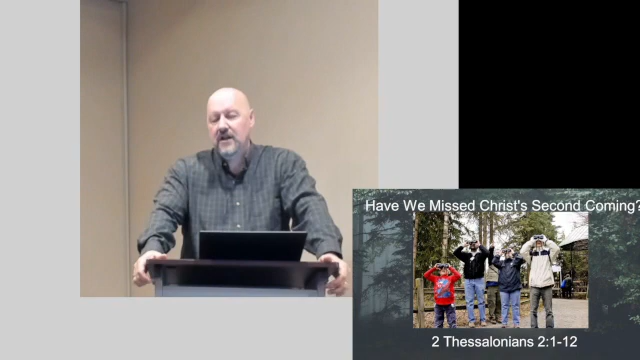 Have We Missed Christ's Second Coming?
2 Thessalonians 2:1-12